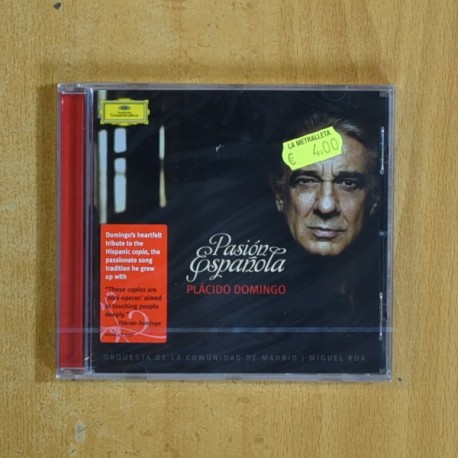 Deutsche
Grammophon
LA METRALLETA
€ 4.00
Pasión
Española
PLÁCIDO DOMINGO
Domingo's heartfelt
tribute to the
Hispanic copla, the
passionate song
tradition he grew
up with
"These coplas are
'mini-operas' aimed
at touching people
deeply."
Plácido Domingo
ORQUESTA DE LA COMUNIDAD DE MADRID | MIGUEL ROA